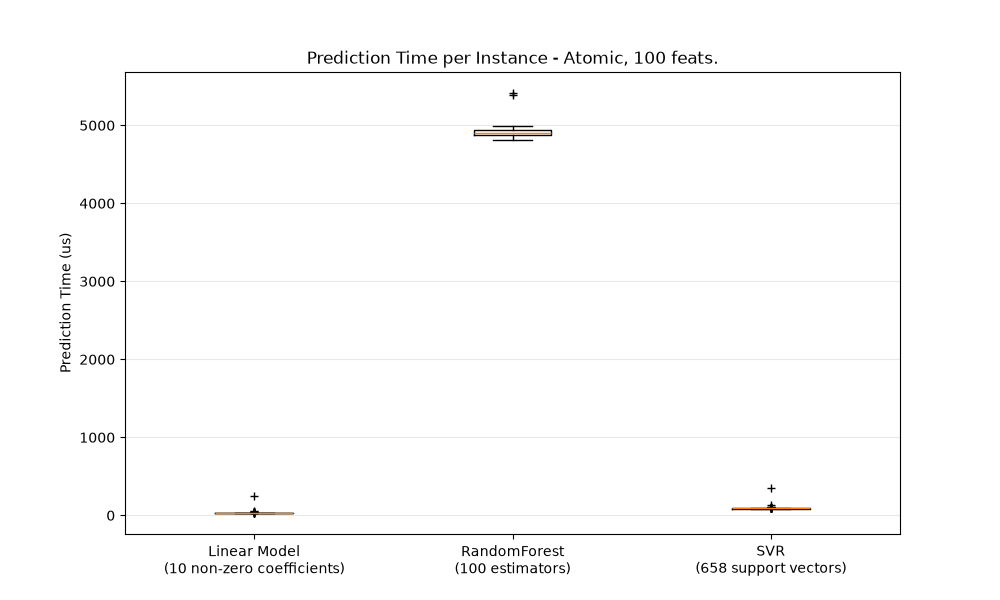 Prediction Time per Instance - Atomic, 100 feats.
Prediction Time (us)
5000
4000
3000
2000
1000
0
Linear Model
(10 non-zero coefficients)
RandomForest
(100 estimators)
SVR
(658 support vectors)